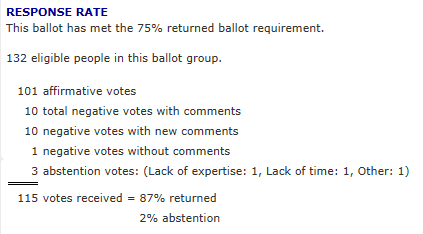 RESPONSE RATE
This ballot has met the 75% returned ballot requirement.
132 eligible people in this ballot group.
101 affirmative votes
10 total negative votes with comments
10 negative votes with new comments
1 negative votes without comments
3 abstention votes: (Lack of expertise: 1, Lack of time: 1, Other: 1)
115 votes received = 87% returned
2% abstention